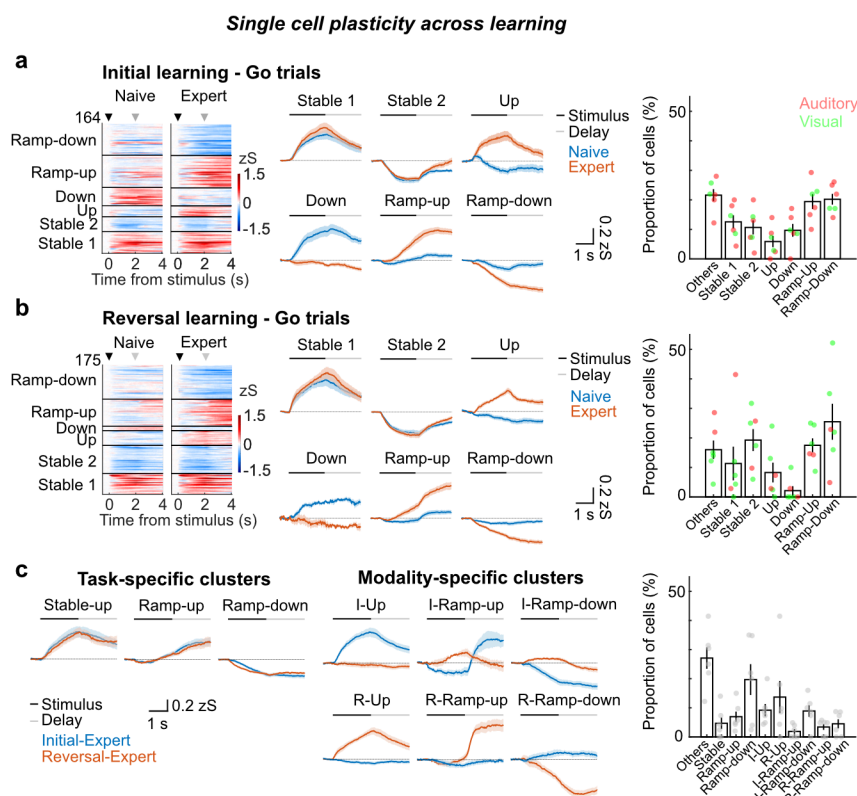 Single cell plasticity across learning
a
Initial learning - Go trials
Naive Expert
164
Ramp-down
Ramp-up
Down
Up
Stable 2
Stable 1
zS
1.5
0
-1.5
0 2 4 0 2 4
Time from stimulus (s)
Stable 1 Stable 2 Up
Stimulus
Delay
Naive
Expert
Down Ramp-up Ramp-down
0.2 zS
1 s
Proportion of cells (%)
50
0
Auditory
Visual
Others
Stable 1
Stable 2
Up
Down
Ramp-Up
Ramp-Down
b
Reversal learning - Go trials
Naive Expert
175
Ramp-down
Ramp-up
Down
Up
Stable 2
Stable 1
zS
1.5
0
-1.5
0 2 4 0 2 4
Time from stimulus (s)
Stable 1 Stable 2 Up
Stimulus
Delay
Naive
Expert
Down Ramp-up Ramp-down
0.2 zS
1 s
Proportion of cells (%)
50
0
Others
Stable 1
Stable 2
Up
Down
Ramp-Up
Ramp-Down
c
Task-specific clusters
Stable-up Ramp-up Ramp-down
Stimulus
Delay
0.2 zS
1 s
Initial-Expert
Reversal-Expert
Modality-specific clusters
I-Up I-Ramp-up I-Ramp-down
R-Up R-Ramp-up R-Ramp-down
Proportion of cells (%)
50
0
Others
Stable
Ramp-up
Ramp-down
I-Up
R-Up
I-Ramp-up
I-Ramp-down
R-Ramp-up
R-Ramp-down